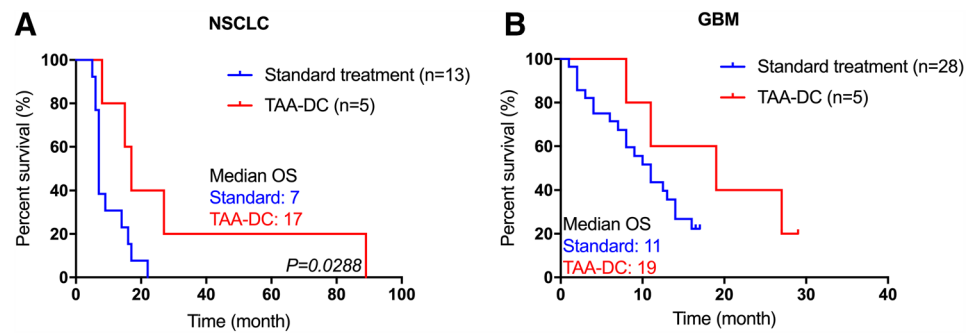 A
NSCLC
Percent survival (%)
100
80
60
40
20
0
Standard treatment (n=13)
TAA-DC (n=5)
Median OS
Standard: 7
TAA-DC: 17
P=0.0288
0 20 40 60 80 100
Time (month)
B
GBM
Percent survival (%)
100
80
60
40
20
0
Standard treatment (n=28)
TAA-DC (n=5)
Median OS
Standard: 11
TAA-DC: 19
0 10 20 30 40
Time (month)